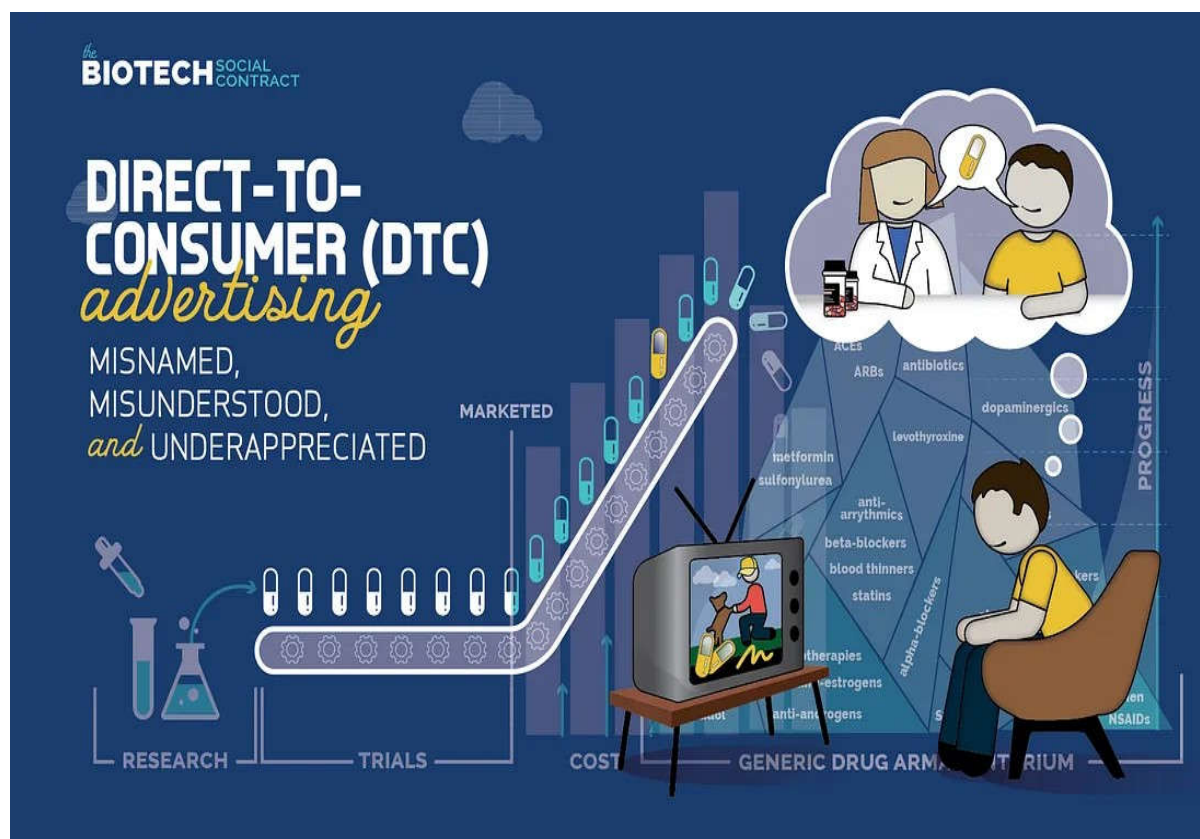 the
BIOTECH SOCIAL
CONTRACT
DIRECT-TO-
CONSUMER (DTC)
advertising
MISNAMED,
MISUNDERSTOOD,
and UNDERAPPRECIATED
MARKETED
ACEs
ARBs
antibiotics
dopaminergics
levothyroxine
metformin
sulfonylurea
anti-
arrythmics
beta-blockers
blood thinners
statins
alpha-blockers
anti-androgens
NSAIDs
PROGRESS
RESEARCH
TRIALS
COST
GENERIC DRUG